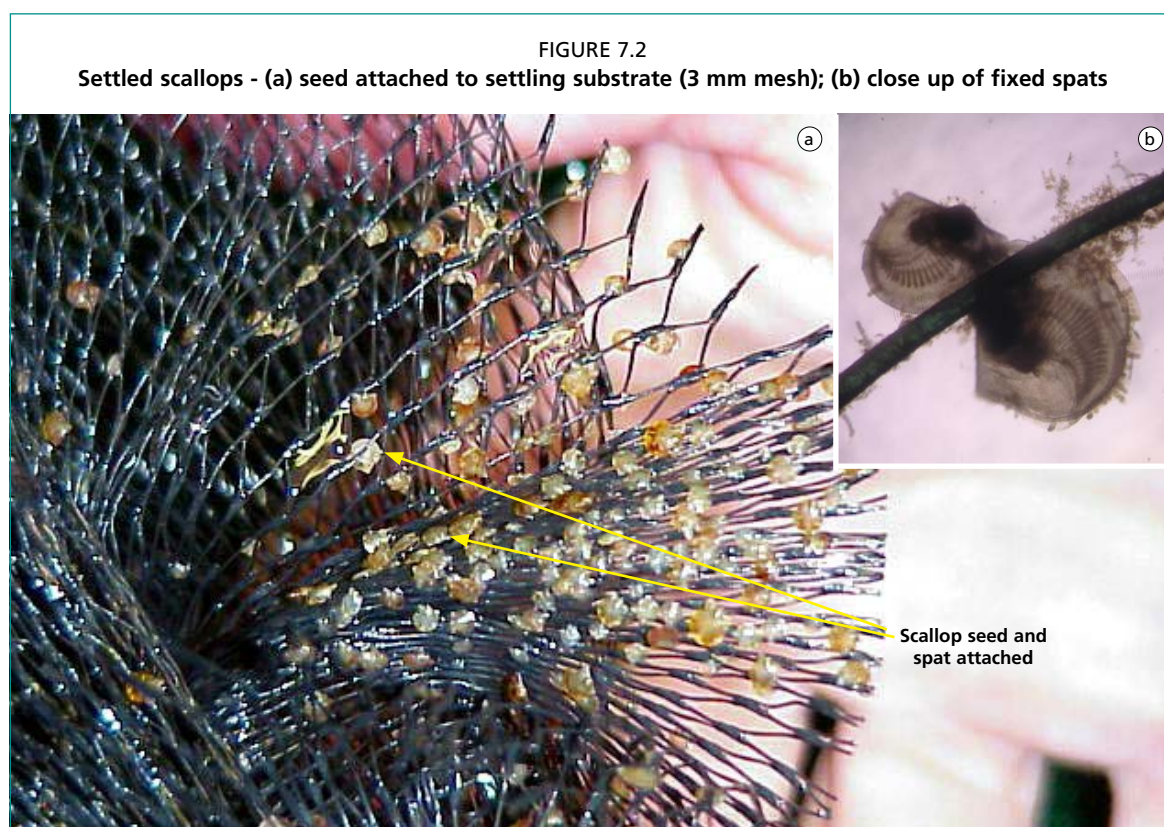 FIGURE 7.2
Settled scallops - (a) seed attached to settling substrate (3 mm mesh); (b) close up of fixed spats
a
b
Scallop seed and
spat attached